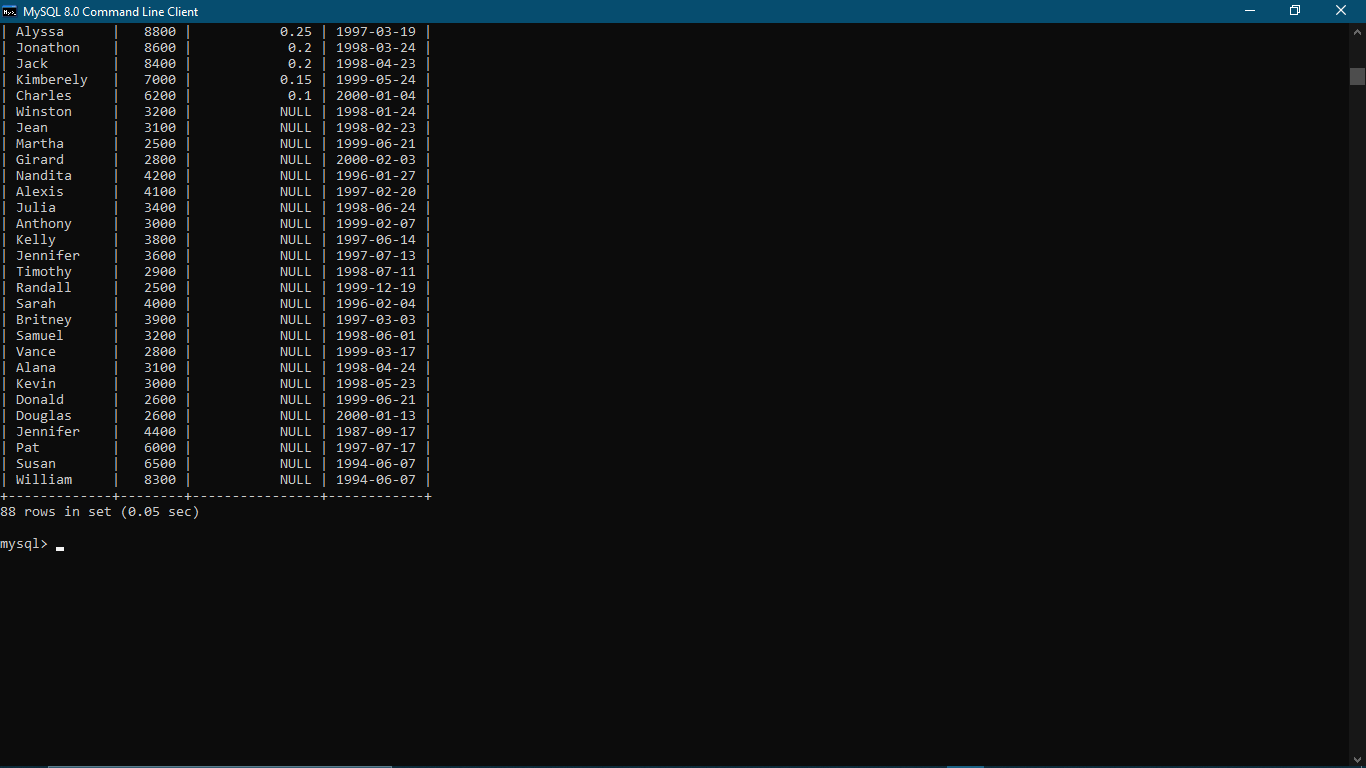 MySQL 8.0 Command Line Client
| Alyssa      |   8800 |           0.25 | 1997-03-19 |
| Jonathon    |   8600 |            0.2 | 1998-03-24 |
| Jack        |   8400 |            0.2 | 1998-04-23 |
| Kimberely   |   7000 |           0.15 | 1999-05-24 |
| Charles     |   6200 |            0.1 | 2000-01-04 |
| Winston     |   3200 |           NULL | 1998-01-24 |
| Jean        |   3100 |           NULL | 1998-02-23 |
| Martha      |   2500 |           NULL | 1999-06-21 |
| Girard      |   2800 |           NULL | 2000-02-03 |
| Nandita     |   4200 |           NULL | 1996-01-27 |
| Alexis      |   4100 |           NULL | 1997-02-20 |
| Julia       |   3400 |           NULL | 1998-06-24 |
| Anthony     |   3000 |           NULL | 1999-02-07 |
| Kelly       |   3800 |           NULL | 1997-06-14 |
| Jennifer    |   3600 |           NULL | 1997-07-13 |
| Timothy     |   2900 |           NULL | 1998-07-11 |
| Randall     |   2500 |           NULL | 1999-12-19 |
| Sarah       |   4000 |           NULL | 1996-02-04 |
| Britney     |   3900 |           NULL | 1997-03-03 |
| Samuel      |   3200 |           NULL | 1998-06-01 |
| Vance       |   2800 |           NULL | 1999-03-17 |
| Alana       |   3100 |           NULL | 1998-04-24 |
| Kevin       |   3000 |           NULL | 1998-05-23 |
| Donald      |   2600 |           NULL | 1999-06-21 |
| Douglas     |   2600 |           NULL | 2000-01-13 |
| Jennifer    |   4400 |           NULL | 1987-09-17 |
| Pat         |   6000 |           NULL | 1997-07-17 |
| Susan       |   6500 |           NULL | 1994-06-07 |
| William     |   8300 |           NULL | 1994-06-07 |
+-------------+--------+----------------+------------+
88 rows in set (0.05 sec)
mysql>